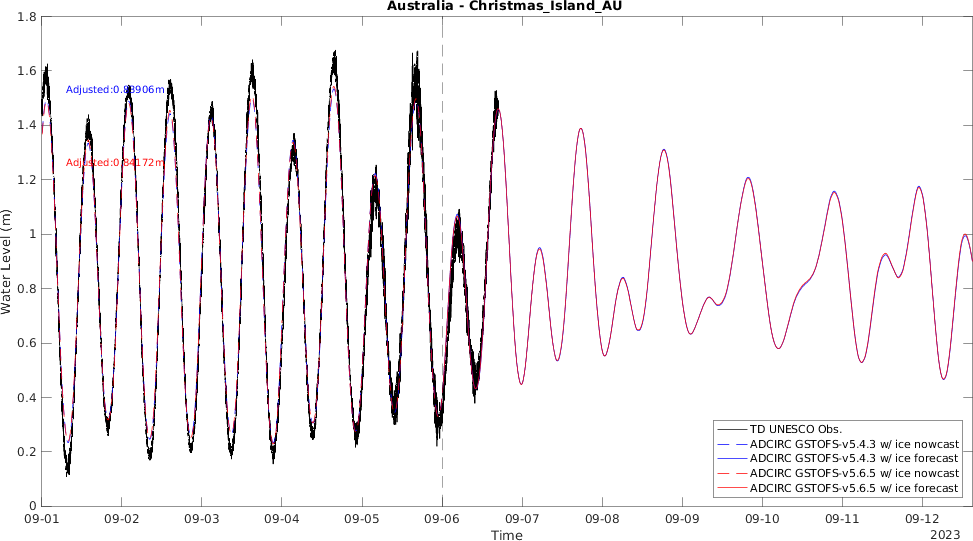 Australia - Christmas_Island_AU
1.8
1.6
1.4
1.2
1
0.8
0.6
0.4
0.2
0
Water Level (m)
Adjusted:0.83906m
Adjusted:0.84172m
TD UNESCO Obs.
ADCIRC GSTOFS-v5.4.3 w/ ice nowcast
ADCIRC GSTOFS-v5.4.3 w/ ice forecast
ADCIRC GSTOFS-v5.6.5 w/ ice nowcast
ADCIRC GSTOFS-v5.6.5 w/ ice forecast
09-01 09-02 09-03 09-04 09-05 09-06 09-07 09-08 09-09 09-10 09-11 09-12
Time
2023